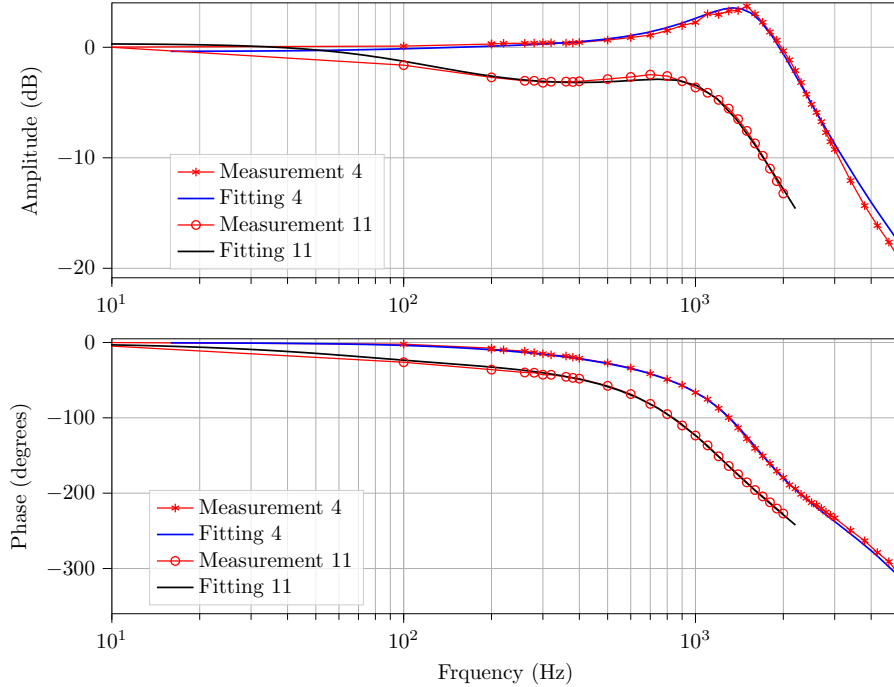 0
−10
−20
Amplitude (dB)
Measurement 4
Fitting 4
Measurement 11
Fitting 11
10^1
10^2
10^3
0
−100
−200
−300
Phase (degrees)
Measurement 4
Fitting 4
Measurement 11
Fitting 11
10^1
10^2
10^3
Frquency (Hz)